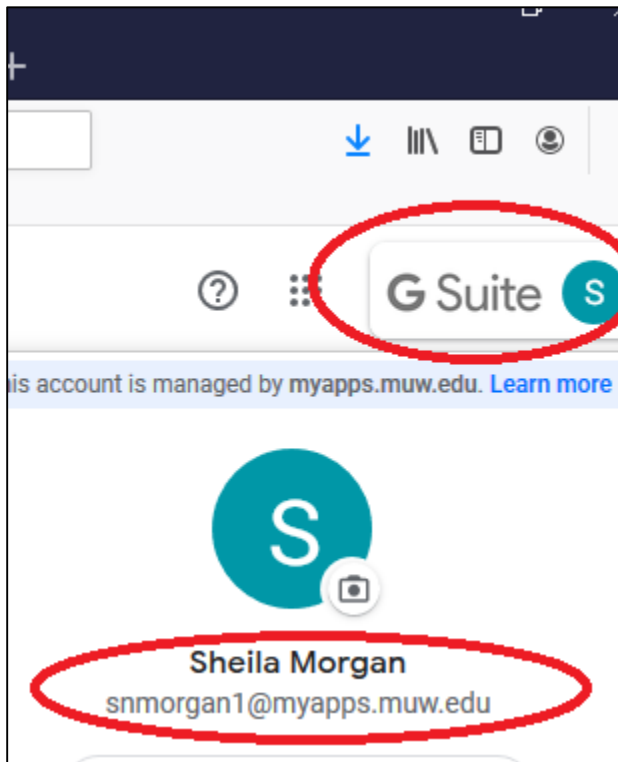 G Suite S
his account is managed by myapps.muw.edu. Learn more
S
Sheila Morgan
snmorgan1@myapps.muw.edu